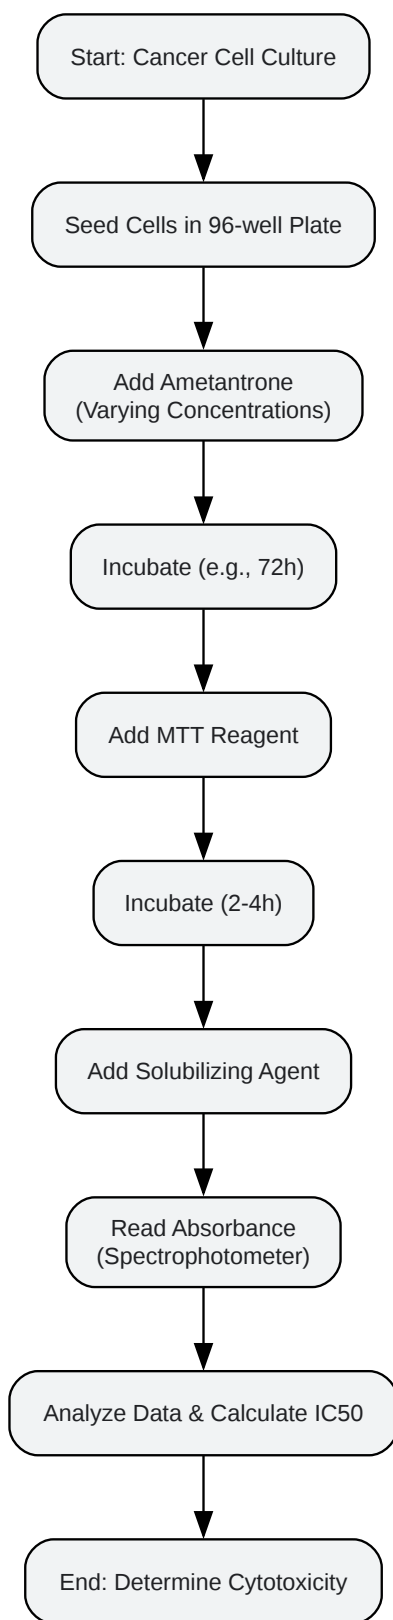 Start: Cancer Cell Culture
Seed Cells in 96-well Plate
Add Ametantrone
(Varying Concentrations)
Incubate (e.g., 72h)
Add MTT Reagent
Incubate (2-4h)
Add Solubilizing Agent
Read Absorbance
(Spectrophotometer)
Analyze Data & Calculate IC50
End: Determine Cytotoxicity